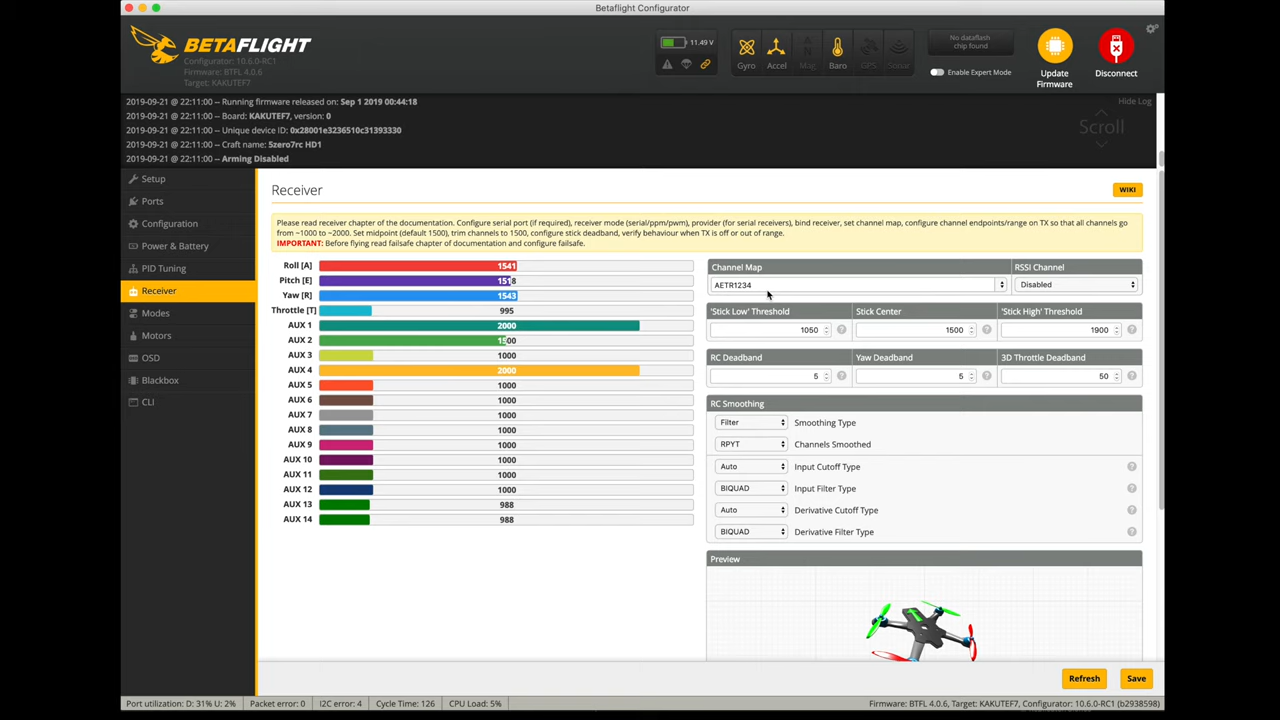 Betaflight Configurator
BETAFLIGHT
Configurator: 10.6.0-RC1
Firmware: BTFL 4.0.6
Target: KAKUTEF7
11.49 V
Gyro
Accel
Mag
Baro
GPS
Sonar
No dataflash
chip found
Enable Expert Mode
Update
Firmware
Disconnect
2019-09-21 @ 22:11:00 -- Running firmware released on: Sep 1 2019 00:44:18
2019-09-21 @ 22:11:00 -- Board: KAKUTEF7, version: 0
2019-09-21 @ 22:11:00 -- Unique device ID: 0x28001e3236510c31393330
2019-09-21 @ 22:11:00 -- Craft name: 5zero7rc HD1
2019-09-21 @ 22:11:00 -- Arming Disabled
Hide Log
Scroll
Setup
Ports
Configuration
Power & Battery
PID Tuning
Receiver
Modes
Motors
OSD
Blackbox
CLI
Receiver
WIKI
Please read receiver chapter of the documentation. Configure serial port (if required), receiver mode (serial/ppm/pwm), provider (for serial receivers), bind receiver, set channel map, configure channel endpoints/range on TX so that all channels go
from ~1000 to ~2000. Set midpoint (default 1500), trim channels to 1500, configure stick deadband, verify behaviour when TX is off or out of range.
IMPORTANT: Before flying read failsafe chapter of documentation and configure failsafe.
Roll [A] 1541
Pitch [E] 1518
Yaw [R] 1543
Throttle [T] 995
AUX 1 2000
AUX 2 1500
AUX 3 1000
AUX 4 2000
AUX 5 1000
AUX 6 1000
AUX 7 1000
AUX 8 1000
AUX 9 1000
AUX 10 1000
AUX 11 1000
AUX 12 1000
AUX 13 988
AUX 14 988
Channel Map
RSSI Channel
AETR1234
Disabled
'Stick Low' Threshold
Stick Center
'Stick High' Threshold
1050 ?
1500 ?
1900 ?
RC Deadband
Yaw Deadband
3D Throttle Deadband
5 ?
5 ?
50 ?
RC Smoothing
Filter Smoothing Type
RPYT Channels Smoothed
Auto Input Cutoff Type ?
BIQUAD Input Filter Type ?
Auto Derivative Cutoff Type ?
BIQUAD Derivative Filter Type ?
Preview
Refresh
Save
Port utilization: D: 31% U: 2%
Packet error: 0
I2C error: 4
Cycle Time: 126
CPU Load: 5%
Firmware: BTFL 4.0.6, Target: KAKUTEF7, Configurator: 10.6.0-RC1 (b2938598)